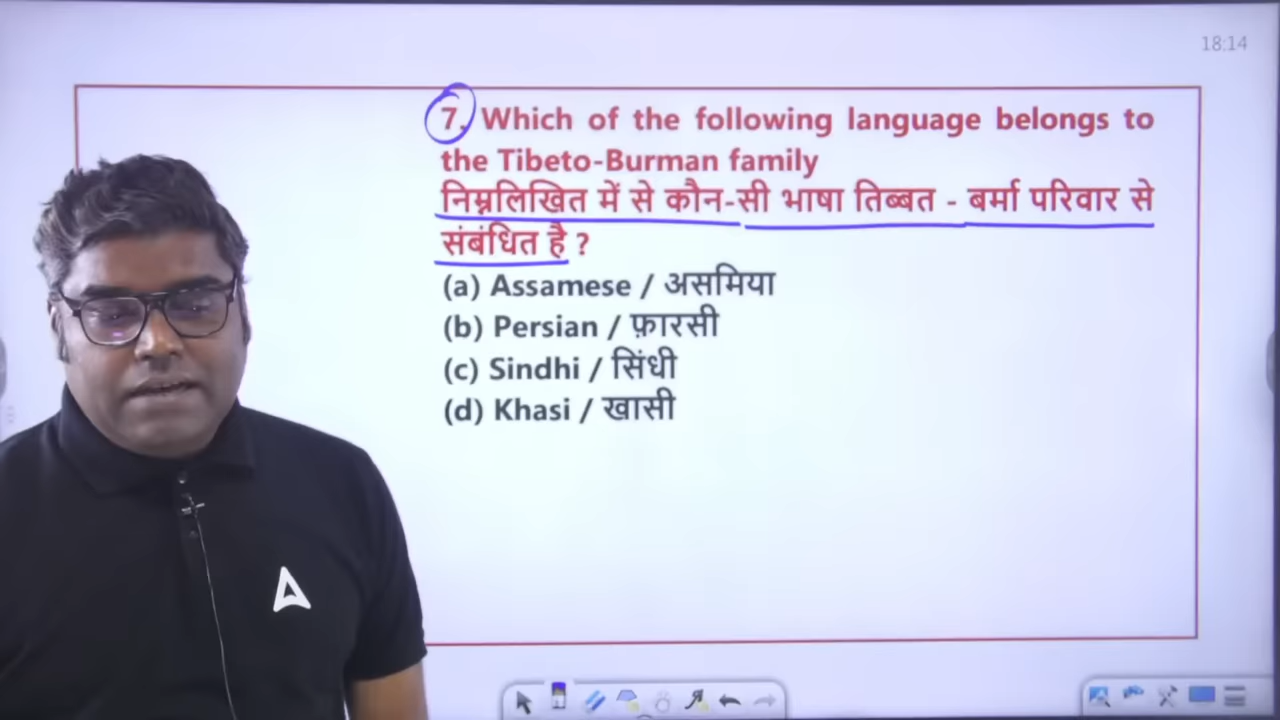 18:14
7. Which of the following language belongs to
the Tibeto-Burman family
निम्नलिखित में से कौन-सी भाषा तिब्बत - बर्मा परिवार से
संबंधित है ?
(a) Assamese / असमिया
(b) Persian / फ़ारसी
(c) Sindhi / सिंधी
(d) Khasi / खासी